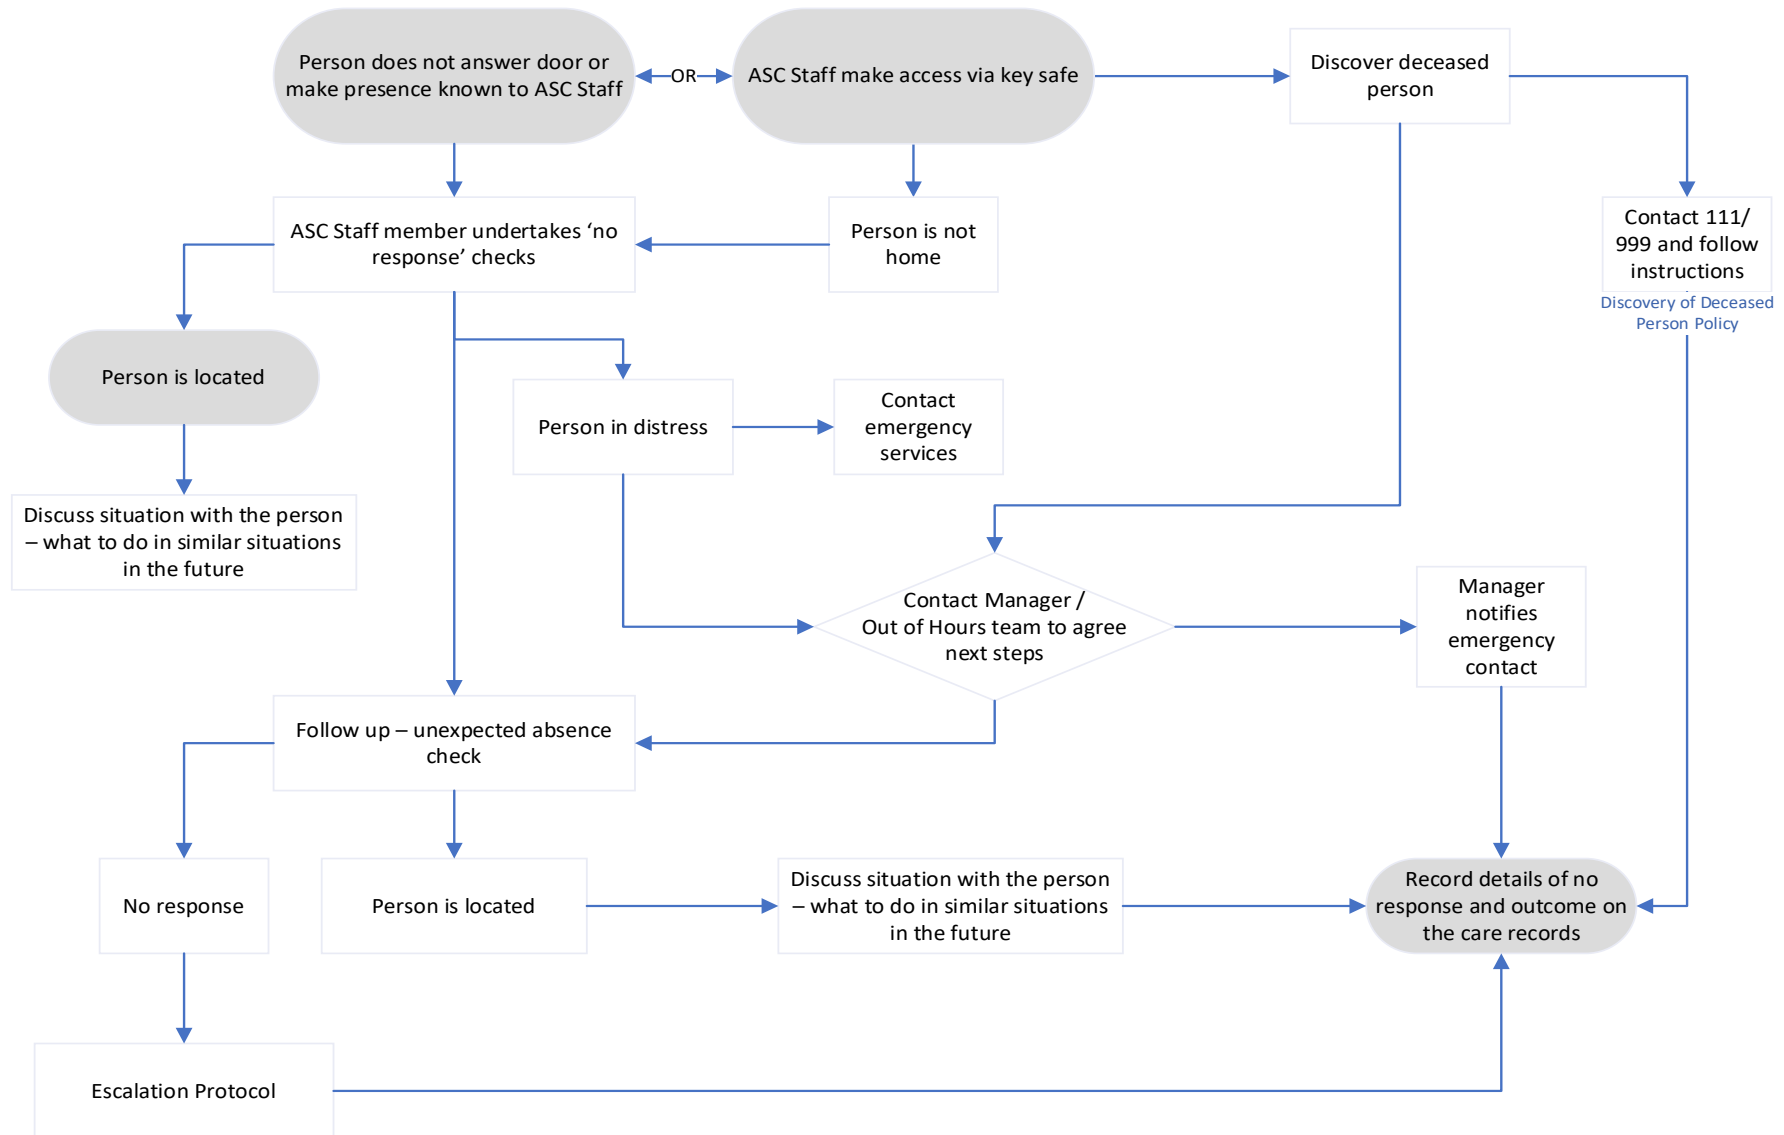 Person does not answer door or
make presence known to ASC Staff
OR
ASC Staff make access via key safe
Discover deceased
person
ASC Staff member undertakes ‘no
response’ checks
Person is not
home
Contact 111/
999 and follow
instructions
Discovery of Deceased
Person Policy
Person is located
Person in distress
Contact
emergency
services
Discuss situation with the person
– what to do in similar situations
in the future
Contact Manager /
Out of Hours team to agree
next steps
Manager
notifies
emergency
contact
Follow up – unexpected absence
check
No response
Person is located
Discuss situation with the person
– what to do in similar situations
in the future
Record details of no
response and outcome on
the care records
Escalation Protocol